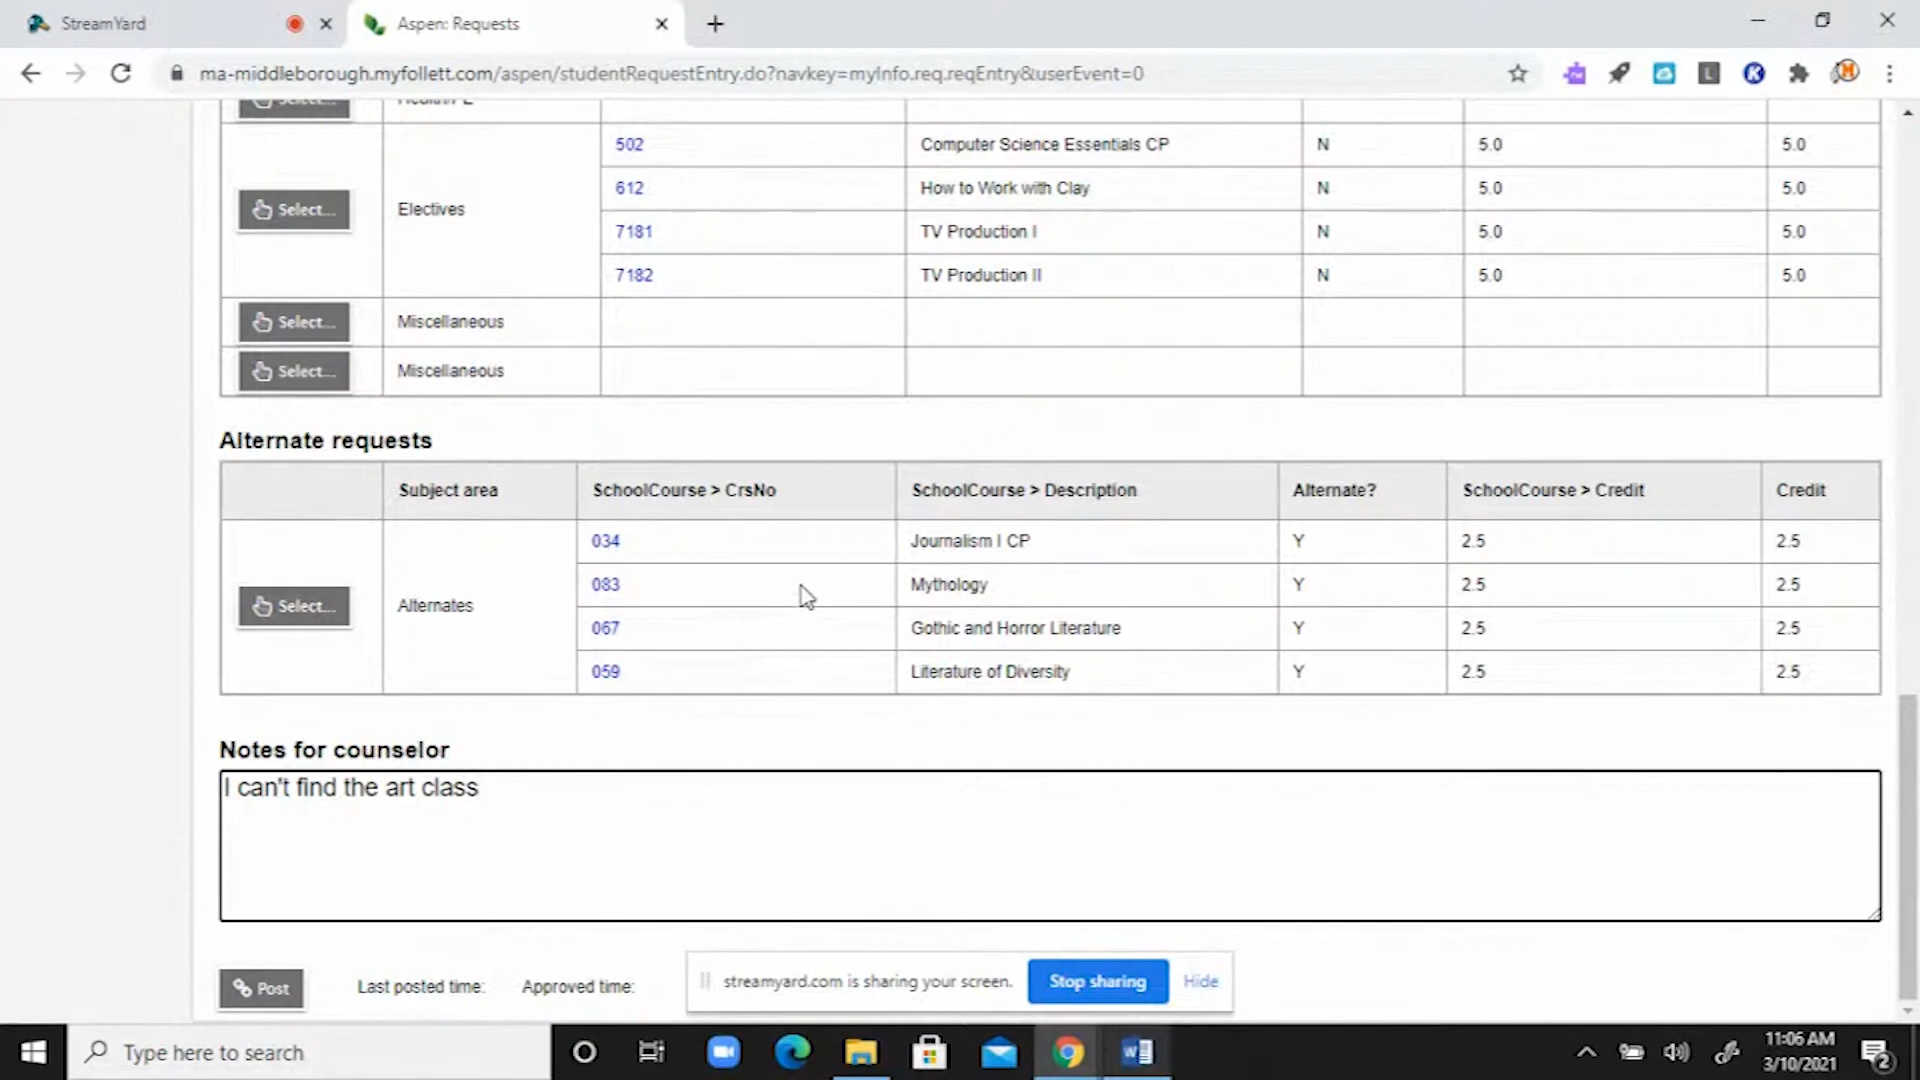 StreamYard
Aspen: Requests
ma-middleborough.myfollett.com/aspen/studentRequestEntry.do?navkey=myInfo.req.reqEntry&userEvent=0
502 Computer Science Essentials CP N 5.0 5.0
612 How to Work with Clay N 5.0 5.0
Select... Electives
7181 TV Production I N 5.0 5.0
7182 TV Production II N 5.0 5.0
Select... Miscellaneous
Select... Miscellaneous
Alternate requests
Subject area SchoolCourse > CrsNo SchoolCourse > Description Alternate? SchoolCourse > Credit Credit
034 Journalism I CP Y 2.5 2.5
083 Mythology Y 2.5 2.5
Select... Alternates
067 Gothic and Horror Literature Y 2.5 2.5
059 Literature of Diversity Y 2.5 2.5
Notes for counselor
I can't find the art class
Post Last posted time: Approved time:
streamyard.com is sharing your screen. Stop sharing Hide
Type here to search
11:06 AM
3/10/2021
2